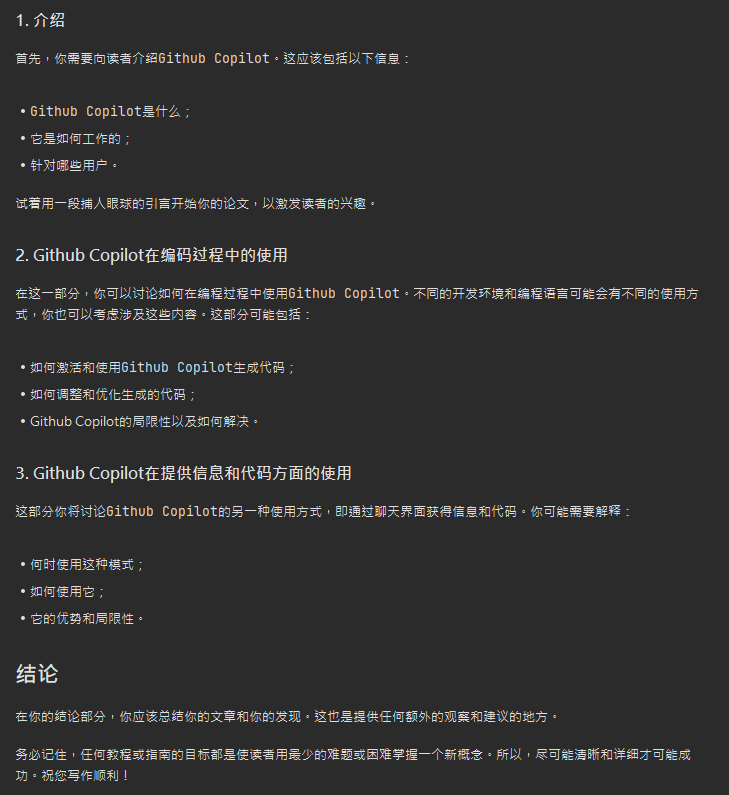 1. 介绍
首先，你需要向读者介绍Github Copilot。这应该包括以下信息：
• Github Copilot是什么；
• 它是如何工作的；
• 针对哪些用户。
试着用一段捕人眼球的引言开始你的论文，以激发读者的兴趣。
2. Github Copilot在编码过程中的使用
在这一部分，你可以讨论如何在编程过程中使用Github Copilot。不同的开发环境和编程语言可能会有不同的使用方
式，你也可以考虑涉及这些内容。这部分可能包括：
• 如何激活和使用Github Copilot生成代码；
• 如何调整和优化生成的代码；
• Github Copilot的局限性以及如何解决。
3. Github Copilot在提供信息和代码方面的使用
这部分你将讨论Github Copilot的另一种使用方式，即通过聊天界面获得信息和代码。你可能需要解释：
• 何时使用这种模式；
• 如何使用它；
• 它的优势和局限性。
结论
在你的结论部分，你应该总结你的文章和你的发现。这也是提供任何额外的观察和建议的地方。
务必记住，任何教程或指南的目标都是使读者用最少的难题或困难掌握一个新概念。所以，尽可能清晰和详细才可能成
功。祝您写作顺利！